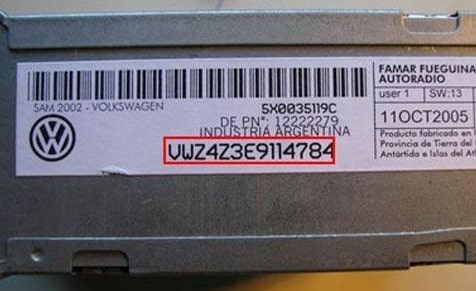 FAMAR FUEGUINA
AUTORADIO
user 1 SW:13
11OCT2005
Producto fabricado en
Provincia de Tierra del
Antártida e Islas del At
SAM 2002 - VOLKSWAGEN
5X0035119C
DE PN°: 12222279
INDUSTRIA ARGENTINA
VWZ4Z3E9114784